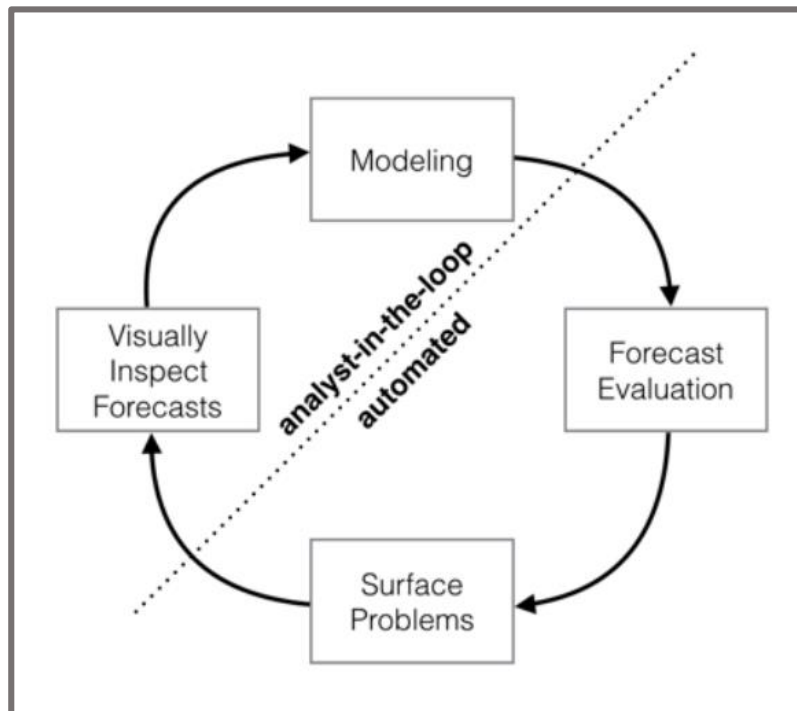 Modeling
analyst-in-the-loop
automated
Visually
Inspect
Forecasts
Forecast
Evaluation
Surface
Problems